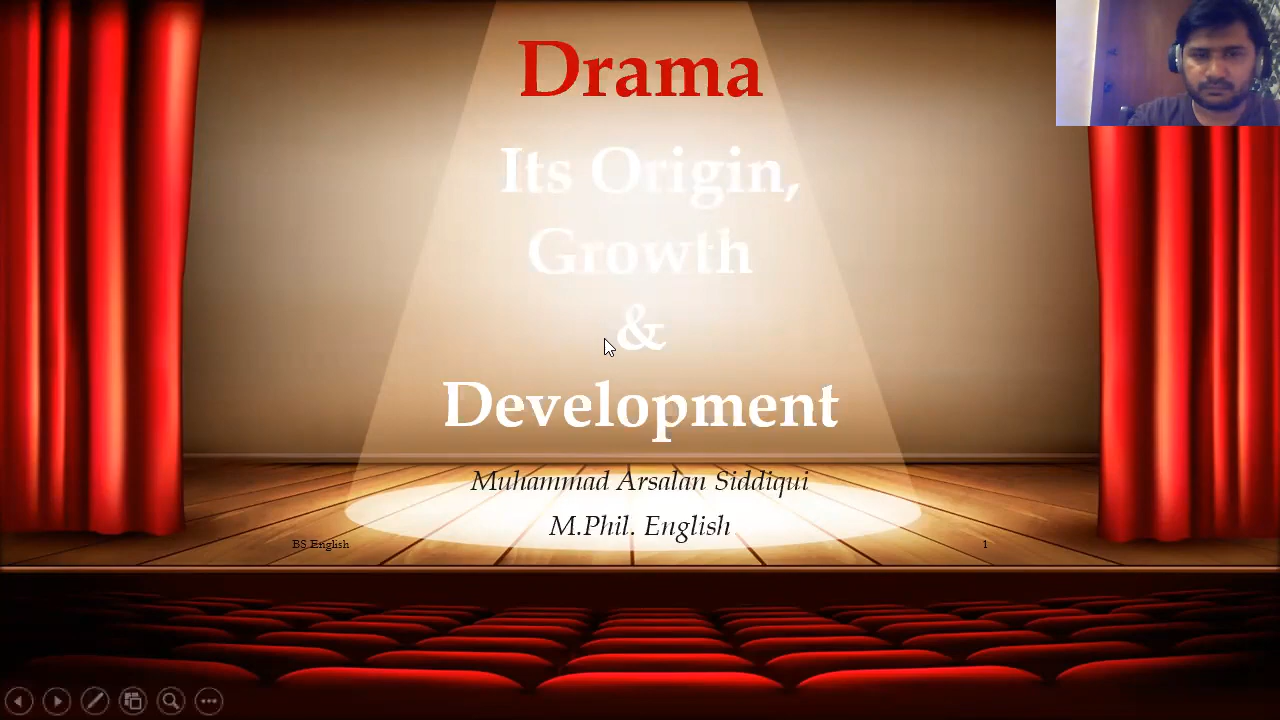 Drama
Its Origin,
Growth
&
Development
Muhammad Arsalan Siddiqui
M.Phil. English
BS English
1